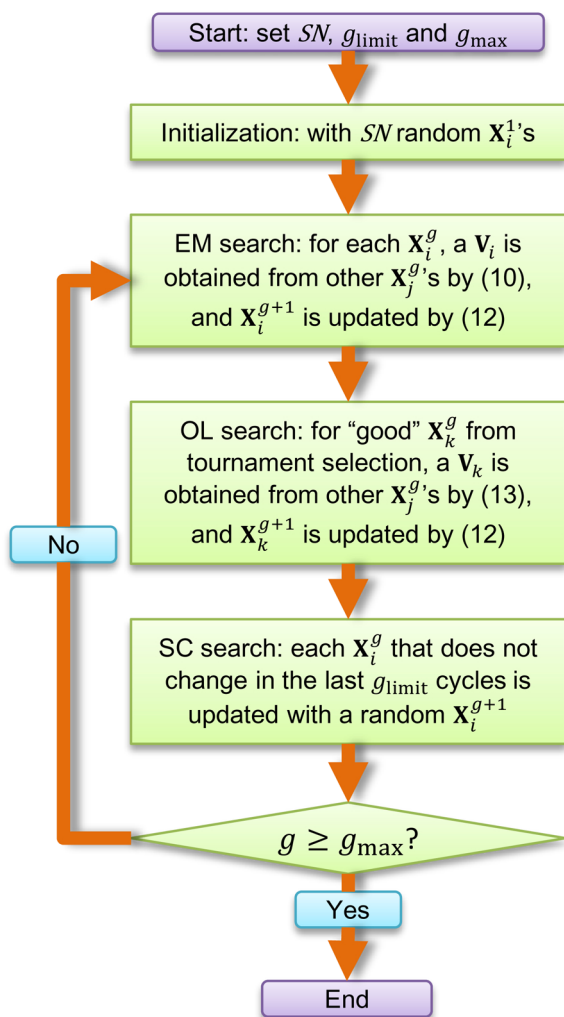 Start: set SN, g_limit and g_max
Initialization: with SN random X_i^1's
EM search: for each X_i^g, a V_i is
obtained from other X_j^g's by (10),
and X_i^{g+1} is updated by (12)
OL search: for “good” X_k^g from
tournament selection, a V_k is
obtained from other X_j^g's by (13),
and X_k^{g+1} is updated by (12)
No
SC search: each X_i^g that does not
change in the last g_limit cycles is
updated with a random X_i^{g+1}
g ≥ g_max?
Yes
End